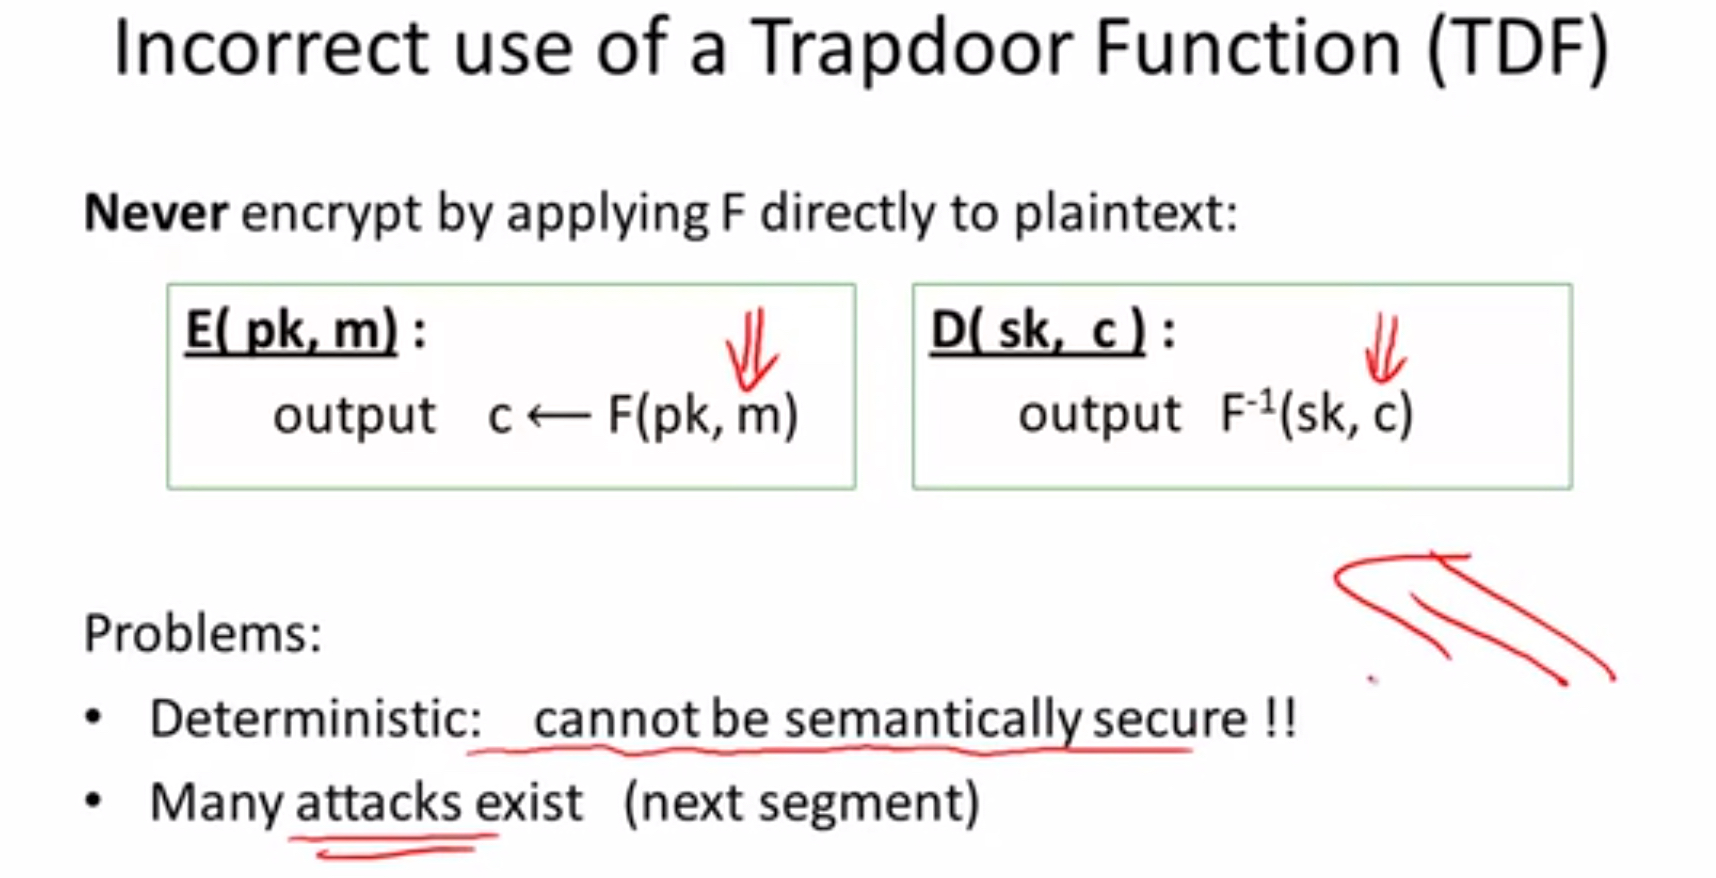 Incorrect use of a Trapdoor Function (TDF)
Never encrypt by applying F directly to plaintext:
E( pk, m) :
output c ⟵ F(pk, m)
D( sk, c ) :
output F⁻¹(sk, c)
Problems:
• Deterministic: cannot be semantically secure !!
• Many attacks exist (next segment)